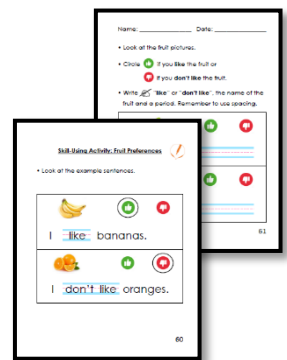 Name: Date:
• Look at the fruit pictures.
• Circle if you like the fruit or
if you don't like the fruit.
• Write "like" or "don't like", the name of the
fruit and a period. Remember to use spacing.
61
Skill-Using Activity: Fruit Preferences
• Look at the example sentences.
I like bananas.
I don't like oranges.
60